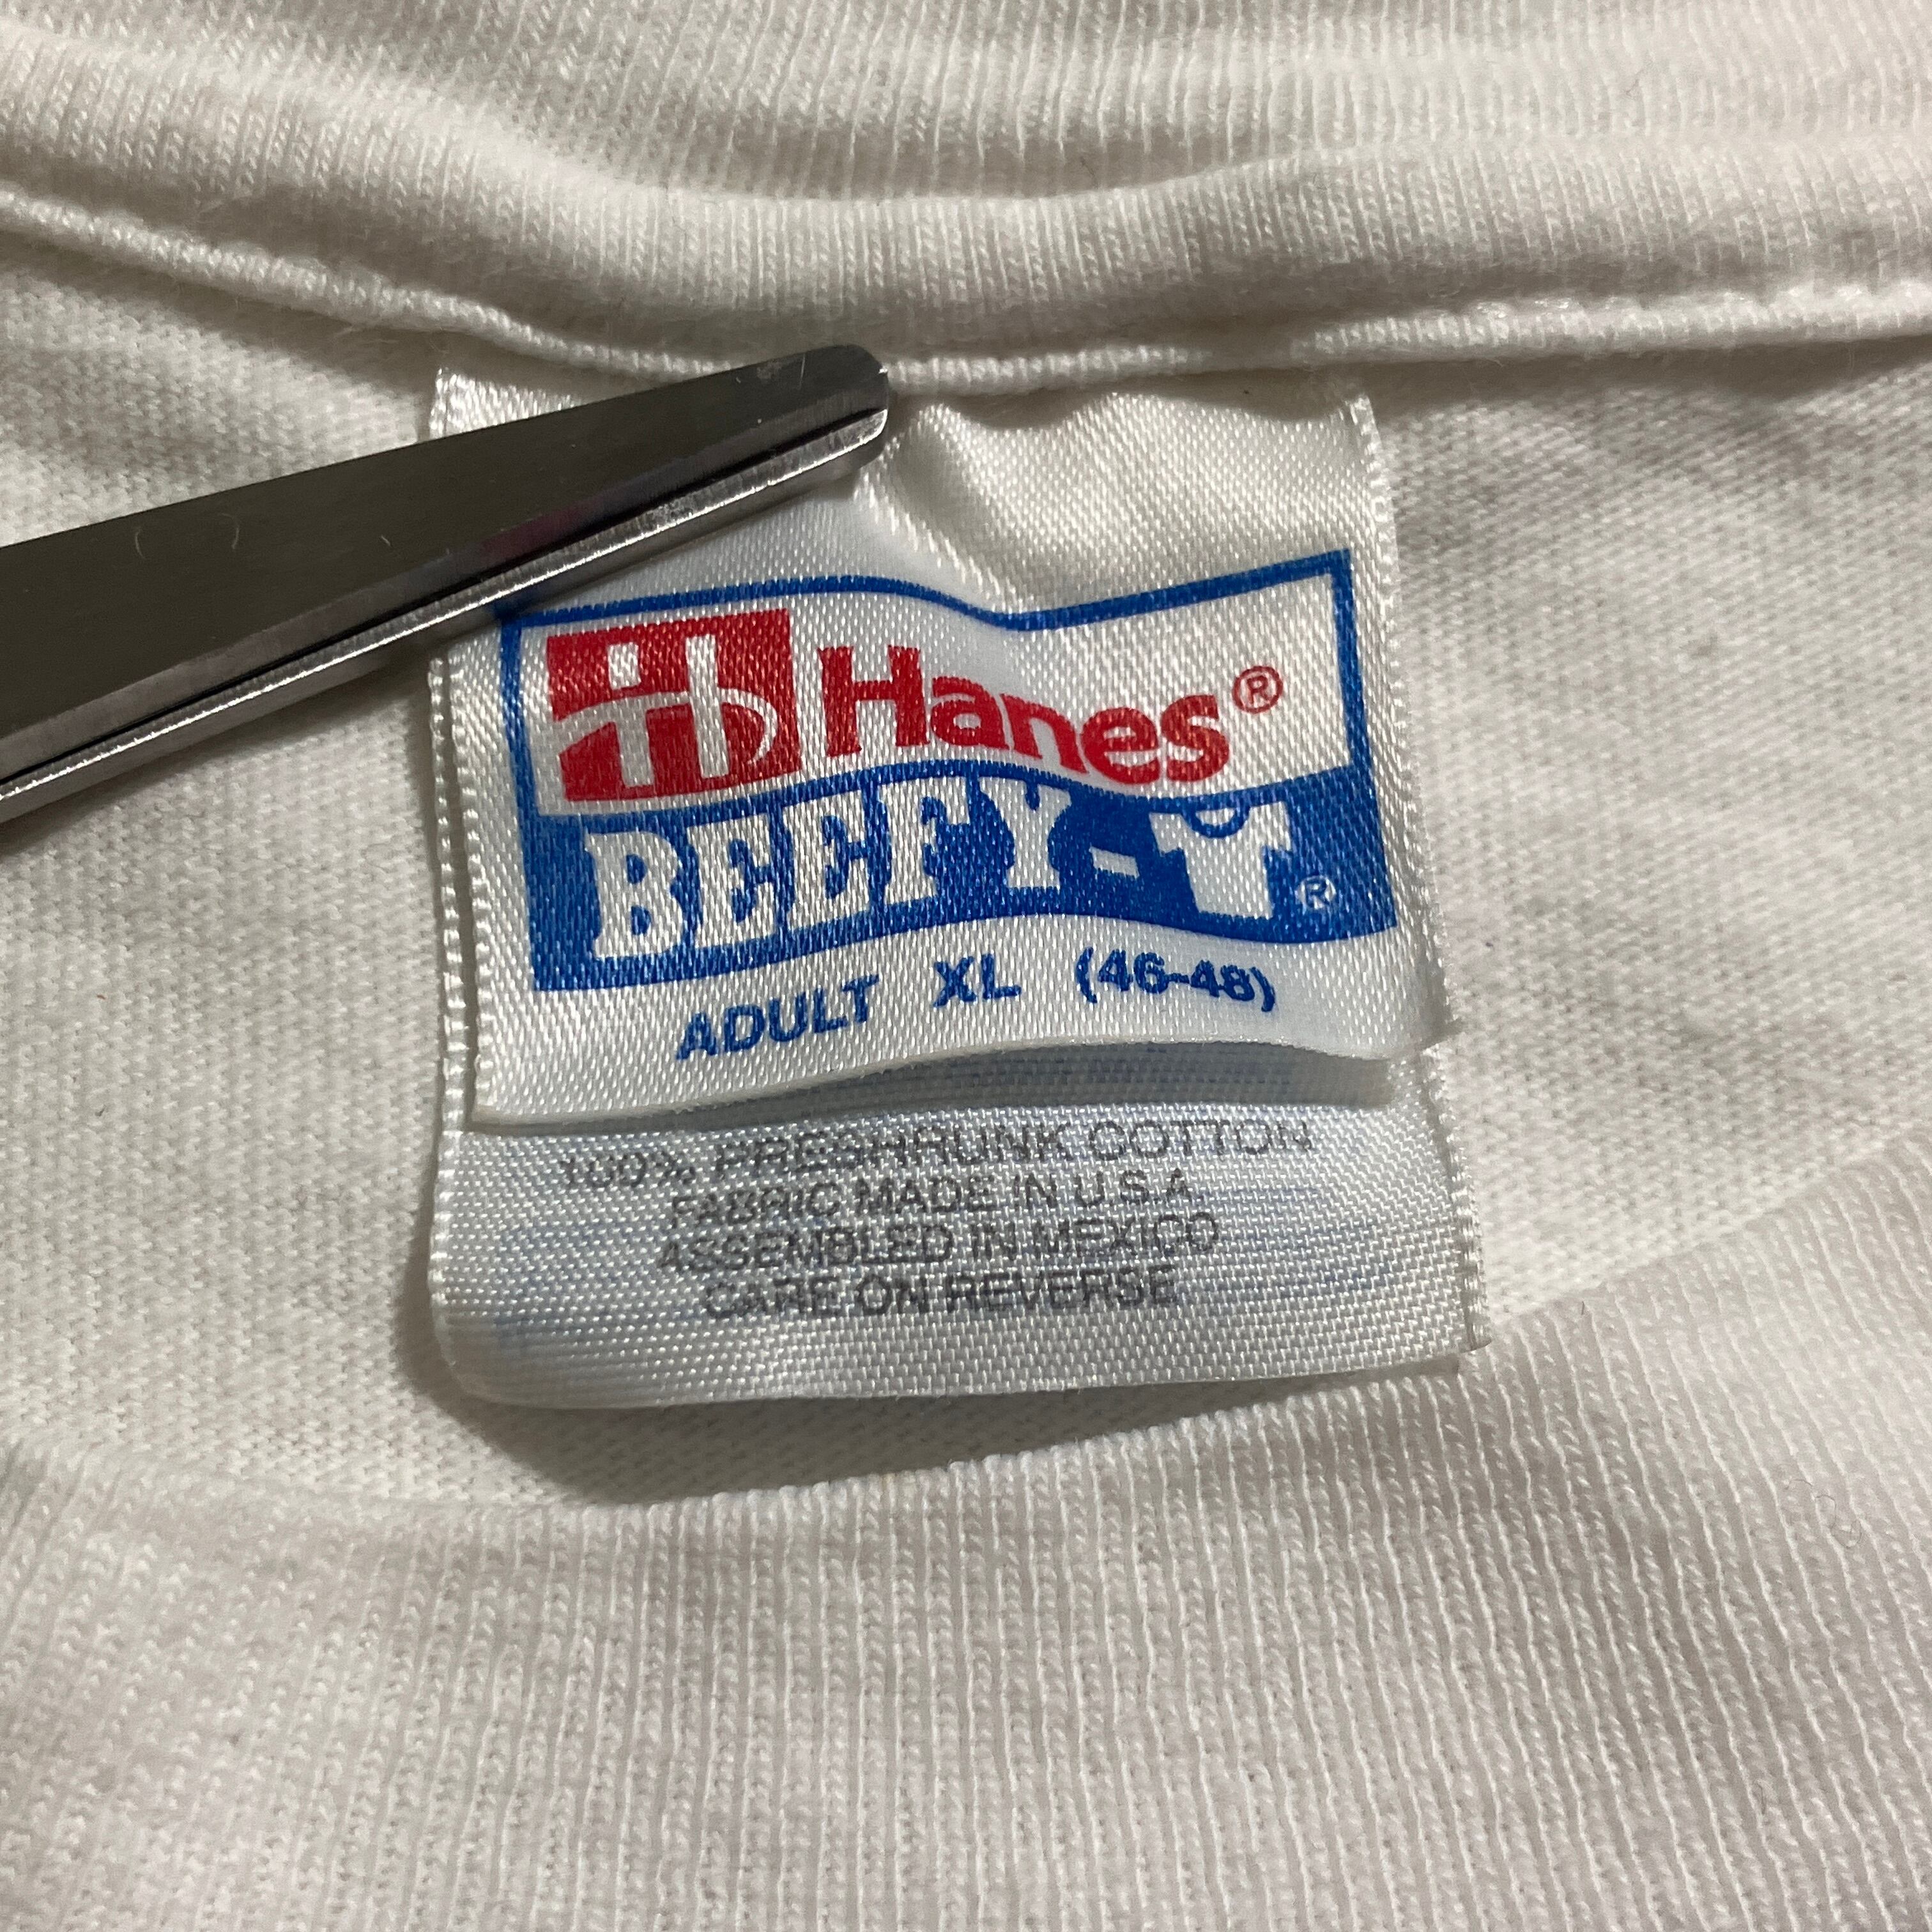 Hanes®
BEEFY-T®
ADULT XL (46-48)
100% PRESHRUNK COTTON
FABRIC MADE IN U.S.A.
ASSEMBLED IN MEXICO
CARE ON REVERSE